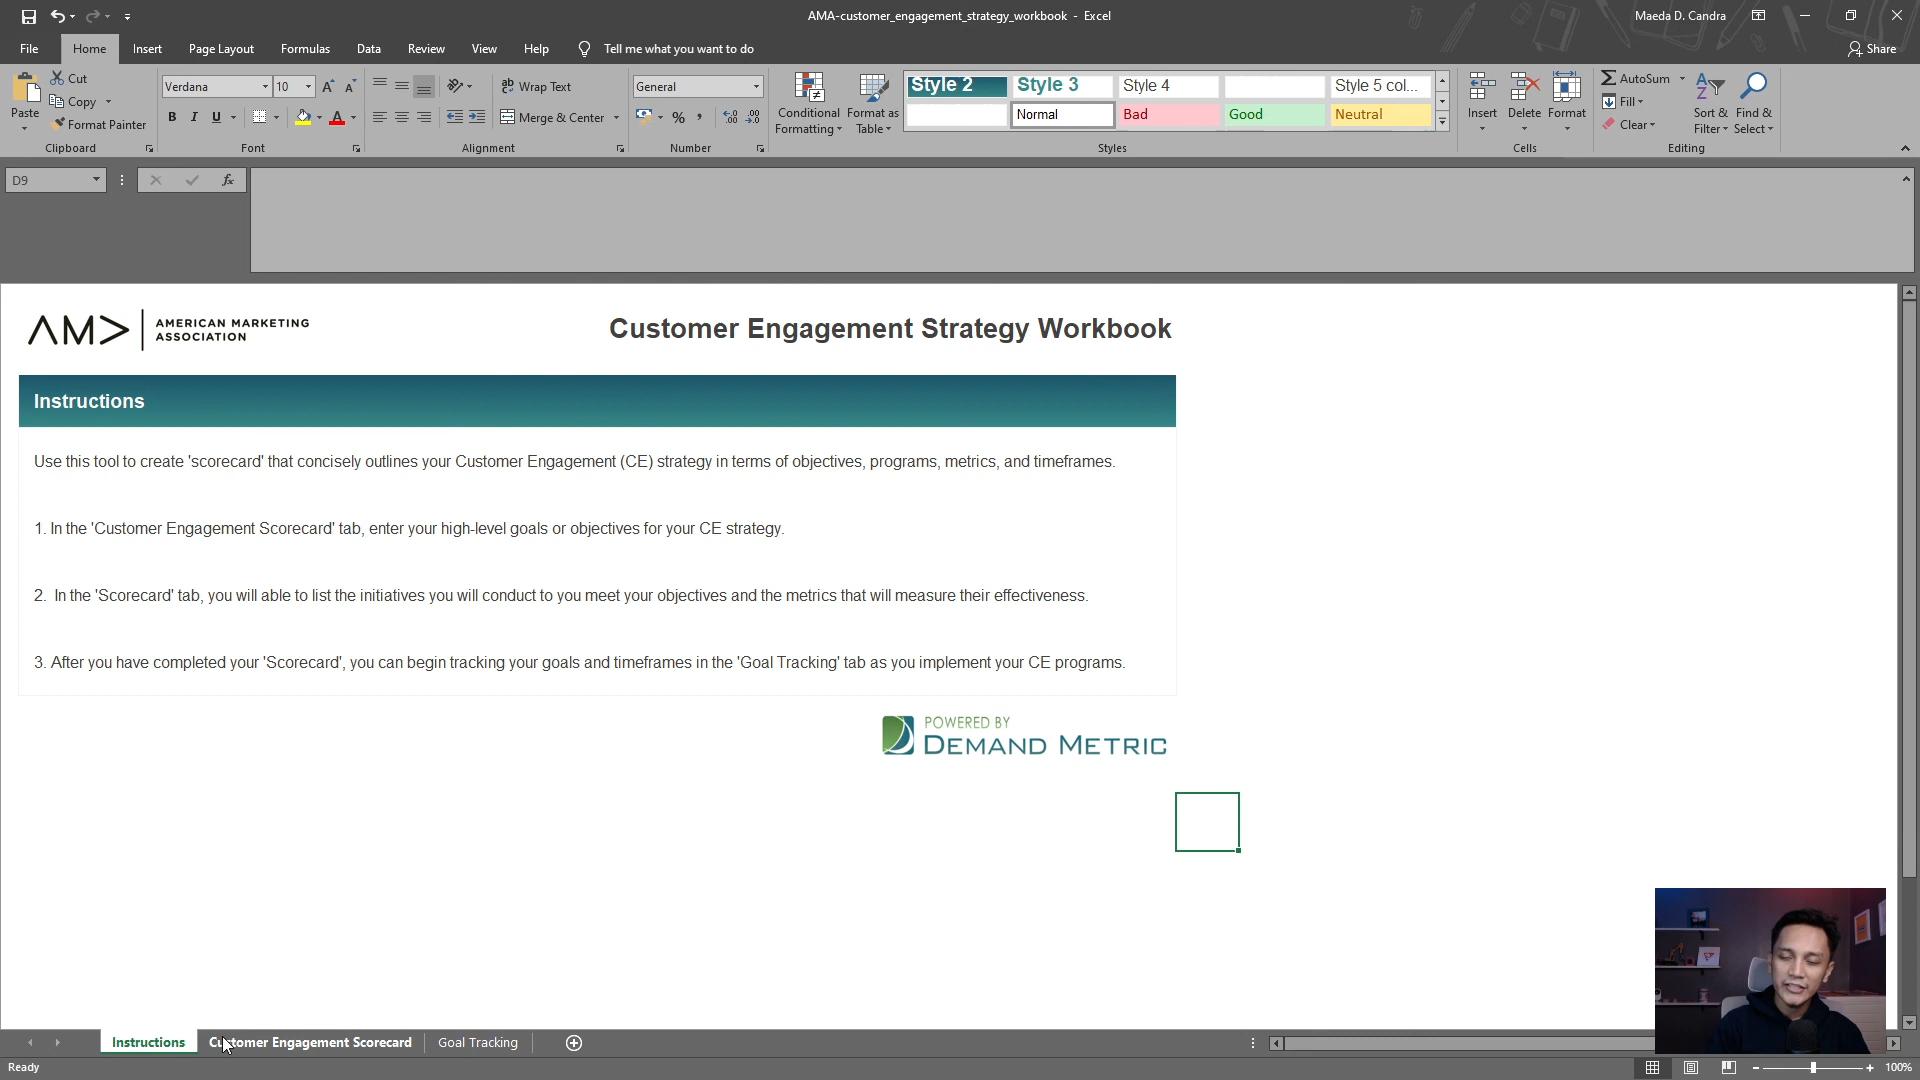 AMA-customer_engagement_strategy_workbook - Excel
Maeda D. Candra
File Home Insert Page Layout Formulas Data Review View Help Tell me what you want to do
Share
Paste
Cut
Copy
Format Painter
Clipboard
Verdana 10
B I U
Font
Wrap Text
Merge & Center
Alignment
General
Number
Conditional Formatting
Format as Table
Style 2 Style 3 Style 4 Style 5 col...
Normal Bad Good Neutral
Styles
Insert Delete Format
Cells
AutoSum
Fill
Clear
Sort & Filter
Find & Select
Editing
D9
fx
AMA AMERICAN MARKETING
ASSOCIATION
Customer Engagement Strategy Workbook
Instructions
Use this tool to create 'scorecard' that concisely outlines your Customer Engagement (CE) strategy in terms of objectives, programs, metrics, and timeframes.
1. In the 'Customer Engagement Scorecard' tab, enter your high-level goals or objectives for your CE strategy.
2. In the 'Scorecard' tab, you will able to list the initiatives you will conduct to you meet your objectives and the metrics that will measure their effectiveness.
3. After you have completed your 'Scorecard', you can begin tracking your goals and timeframes in the 'Goal Tracking' tab as you implement your CE programs.
POWERED BY
DEMAND METRIC
Instructions Customer Engagement Scorecard Goal Tracking
Ready
100%